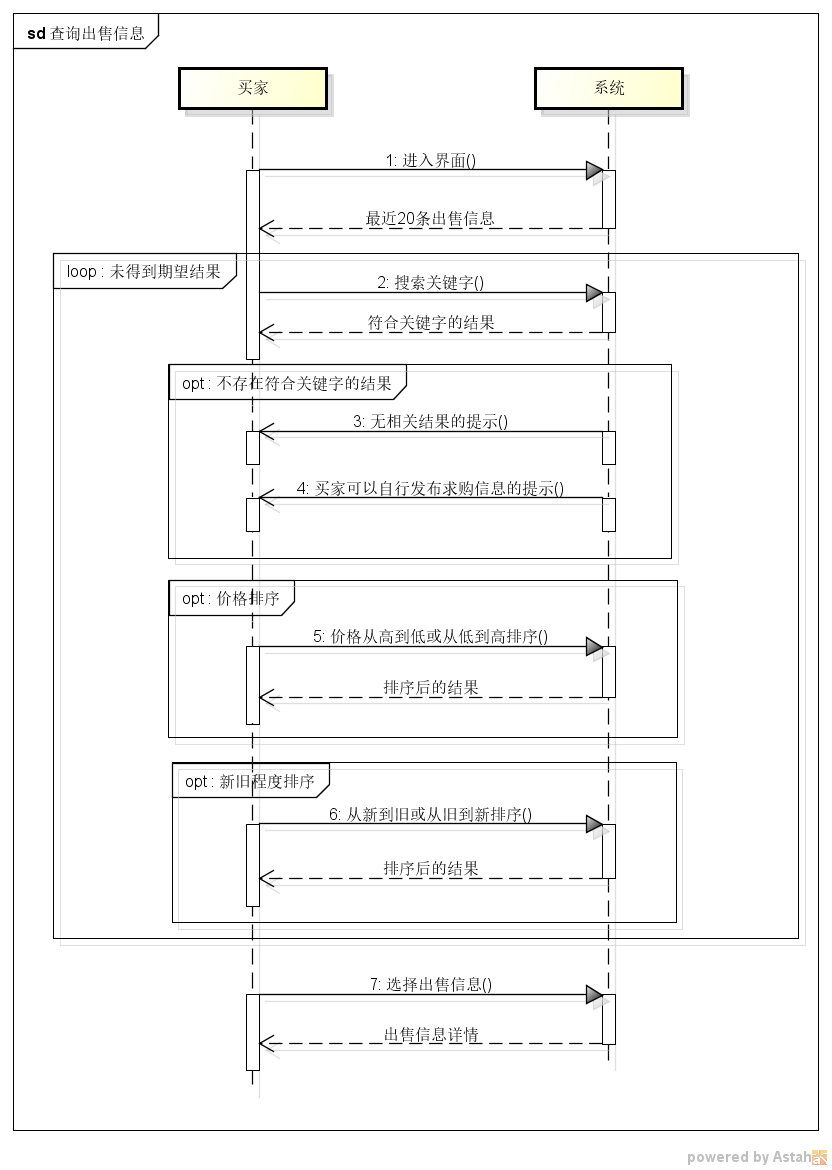 sd 查询出售信息
买家
系统
1: 进入界面()
最近20条出售信息
loop : 未得到期望结果
2: 搜索关键字()
符合关键字的结果
opt : 不存在符合关键字的结果
3: 无相关结果的提示()
4: 买家可以自行发布求购信息的提示()
opt : 价格排序
5: 价格从高到低或从低到高排序()
排序后的结果
opt : 新旧程度排序
6: 从新到旧或从旧到新排序()
排序后的结果
7: 选择出售信息()
出售信息详情
powered by Astah